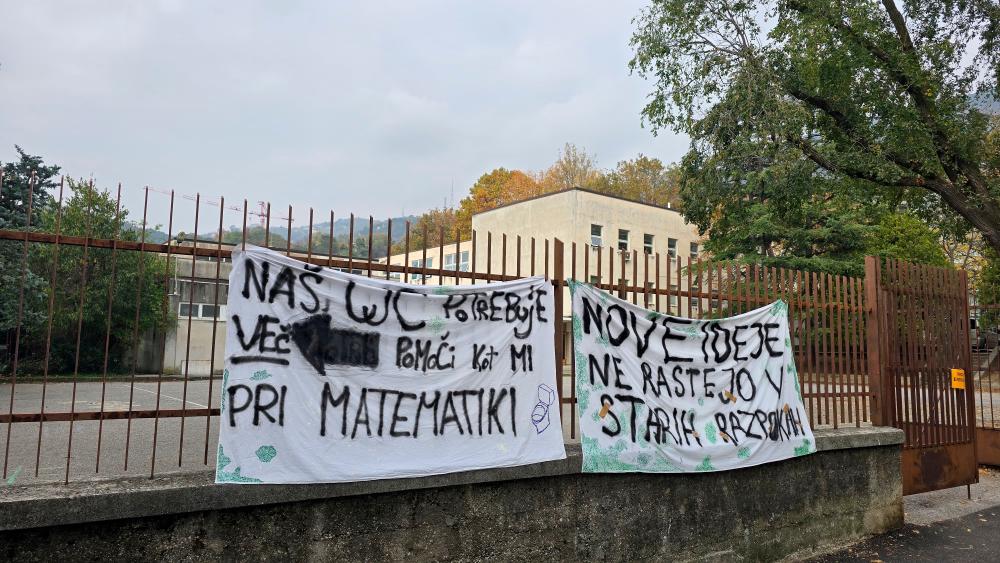 NAŠ WC POTREBUJE
VEČ POMOČI KOT MI
PRI MATEMATIKI
NOVE IDEJE
NE RASTEJO V
STARIH RAZPOKAH